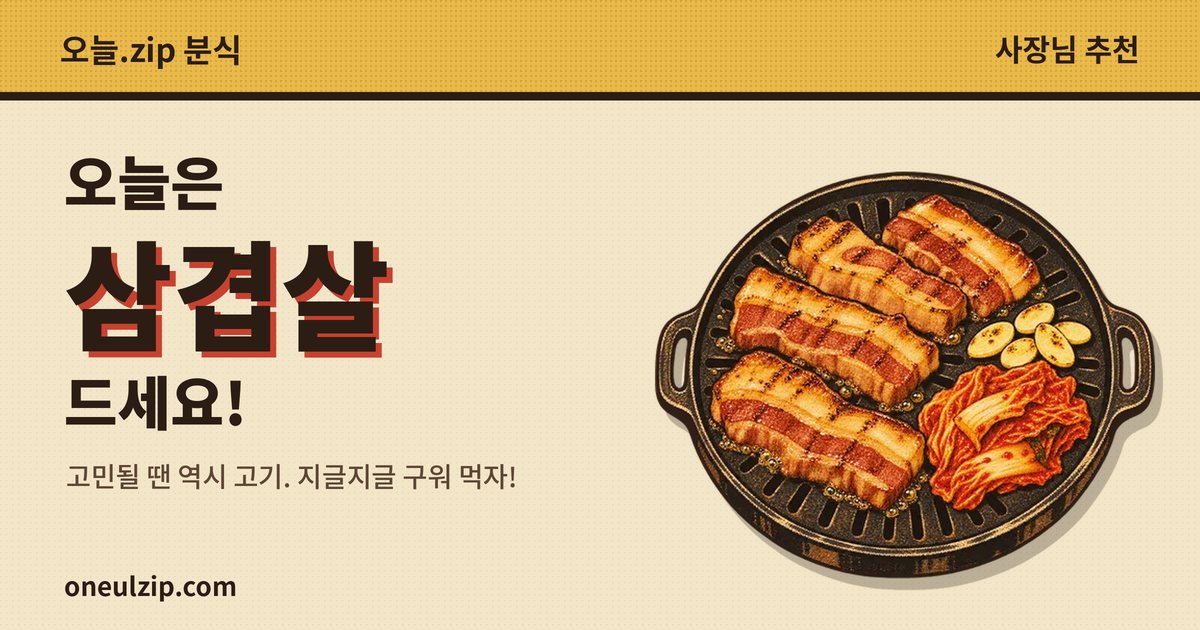 오늘.zip 분식
사장님 추천
오늘은
삼겹살
드세요!
고민될 땐 역시 고기. 지글지글 구워 먹자!
oneulzip.com